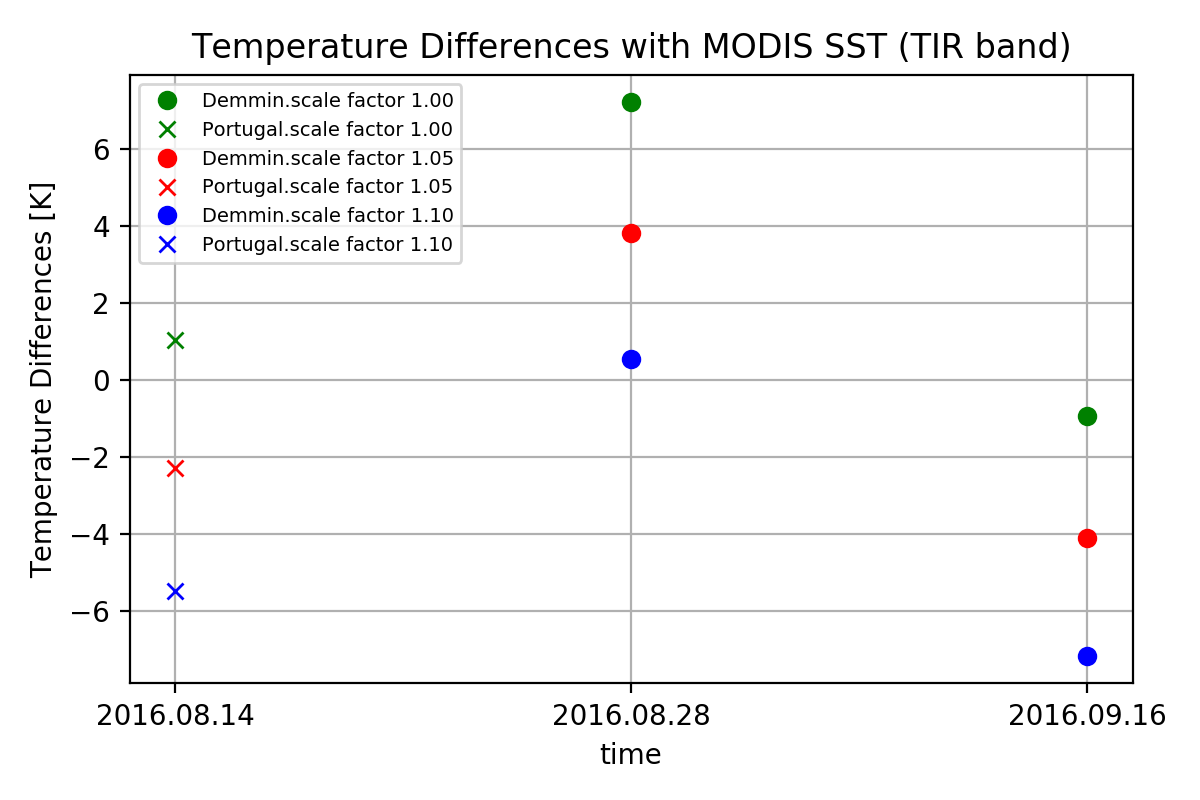 Temperature Differences with MODIS SST (TIR band)
Demmin.scale factor 1.00
Portugal.scale factor 1.00
Demmin.scale factor 1.05
Portugal.scale factor 1.05
Demmin.scale factor 1.10
Portugal.scale factor 1.10
Temperature Differences [K]
6
4
2
0
−2
−4
−6
2016.08.14 2016.08.28 2016.09.16
time